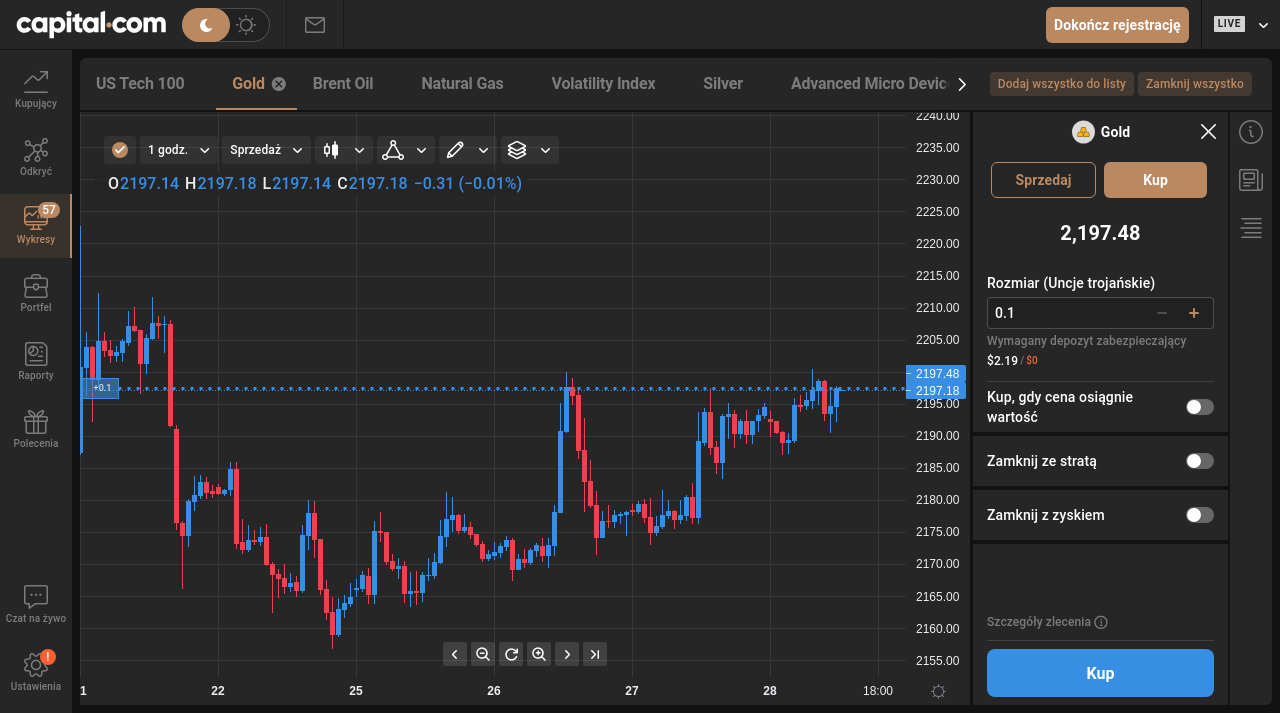 capital.com
Dokończ rejestrację
LIVE
Kupujący
Odkryć
57
Wykresy
Portfel
Raporty
Polecenia
Czat na żywo
!
Ustawienia
US Tech 100
Gold
Brent Oil
Natural Gas
Volatility Index
Silver
Advanced Micro Devic
Dodaj wszystko do listy
Zamknij wszystko
1 godz.
Sprzedaż
O2197.14 H2197.18 L2197.14 C2197.18 −0.31 (−0.01%)
+0.1
2240.00
2235.00
2230.00
2225.00
2220.00
2215.00
2210.00
2205.00
2197.48
2197.18
2195.00
2190.00
2185.00
2180.00
2175.00
2170.00
2165.00
2160.00
2155.00
1 22 25 26 27 28 18:00
Gold
Sprzedaj
Kup
2,197.48
Rozmiar (Uncje trojańskie)
0.1
Wymagany depozyt zabezpieczający
$2.19 / $0
Kup, gdy cena osiągnie
wartość
Zamknij ze stratą
Zamknij z zyskiem
Szczegóły zlecenia
Kup